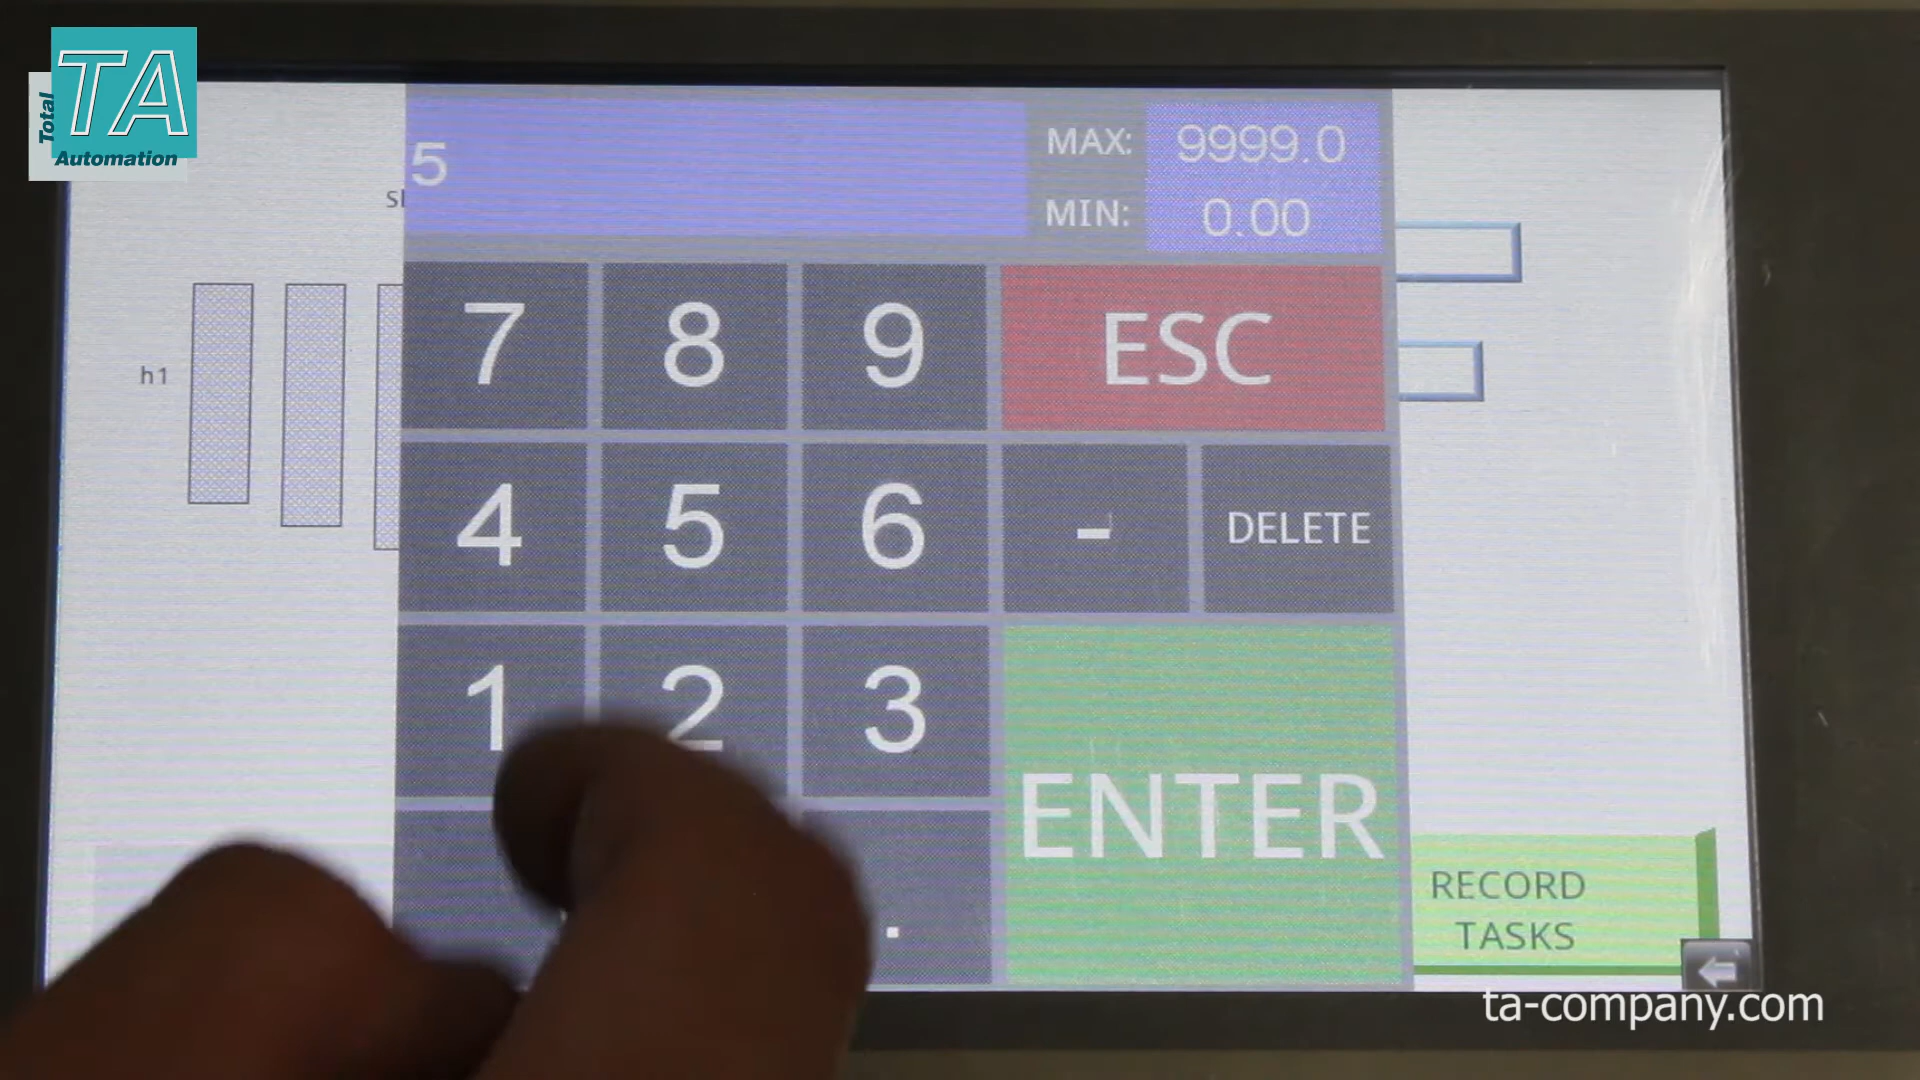 TA
Total
Automation
5
MAX: 9999.0
MIN: 0.00
h1
7 8 9 ESC
4 5 6 - DELETE
1 2 3
.
ENTER
RECORD
TASKS
ta-company.com